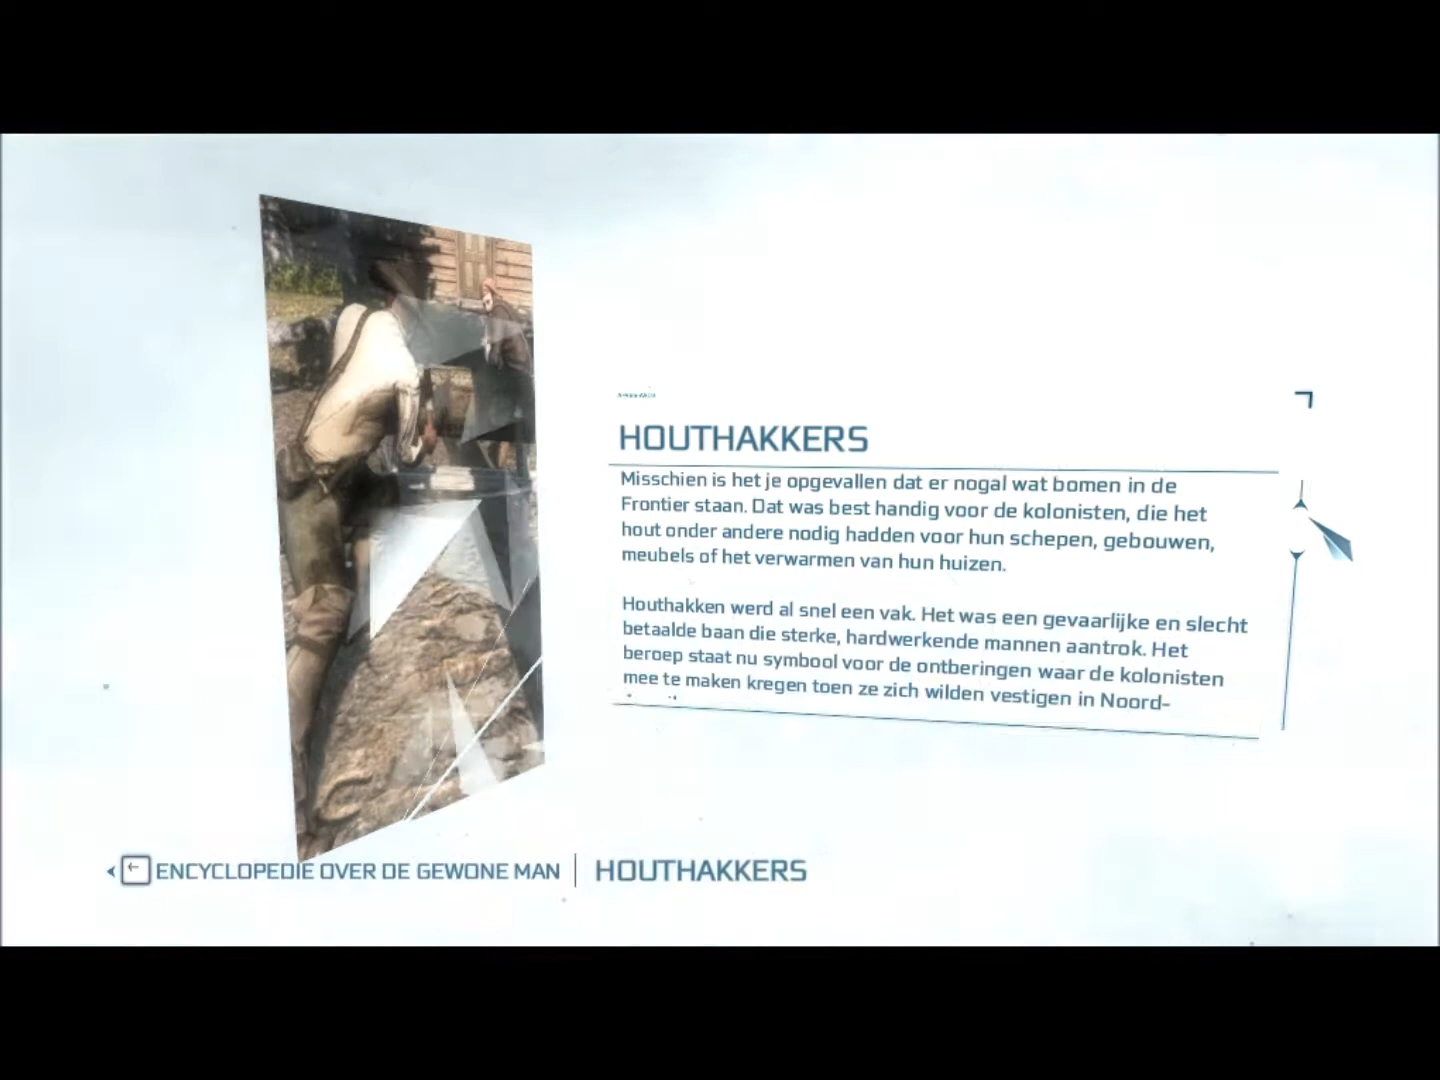 HOUTHAKKERS
Misschien is het je opgevallen dat er nogal wat bomen in de
Frontier staan. Dat was best handig voor de kolonisten, die het
hout onder andere nodig hadden voor hun schepen, gebouwen,
meubels of het verwarmen van hun huizen.
Houthakken werd al snel een vak. Het was een gevaarlijke en slecht
betaalde baan die sterke, hardwerkende mannen aantrok. Het
beroep staat nu symbool voor de ontberingen waar de kolonisten
mee te maken kregen toen ze zich wilden vestigen in Noord-
ENCYCLOPEDIE OVER DE GEWONE MAN | HOUTHAKKERS